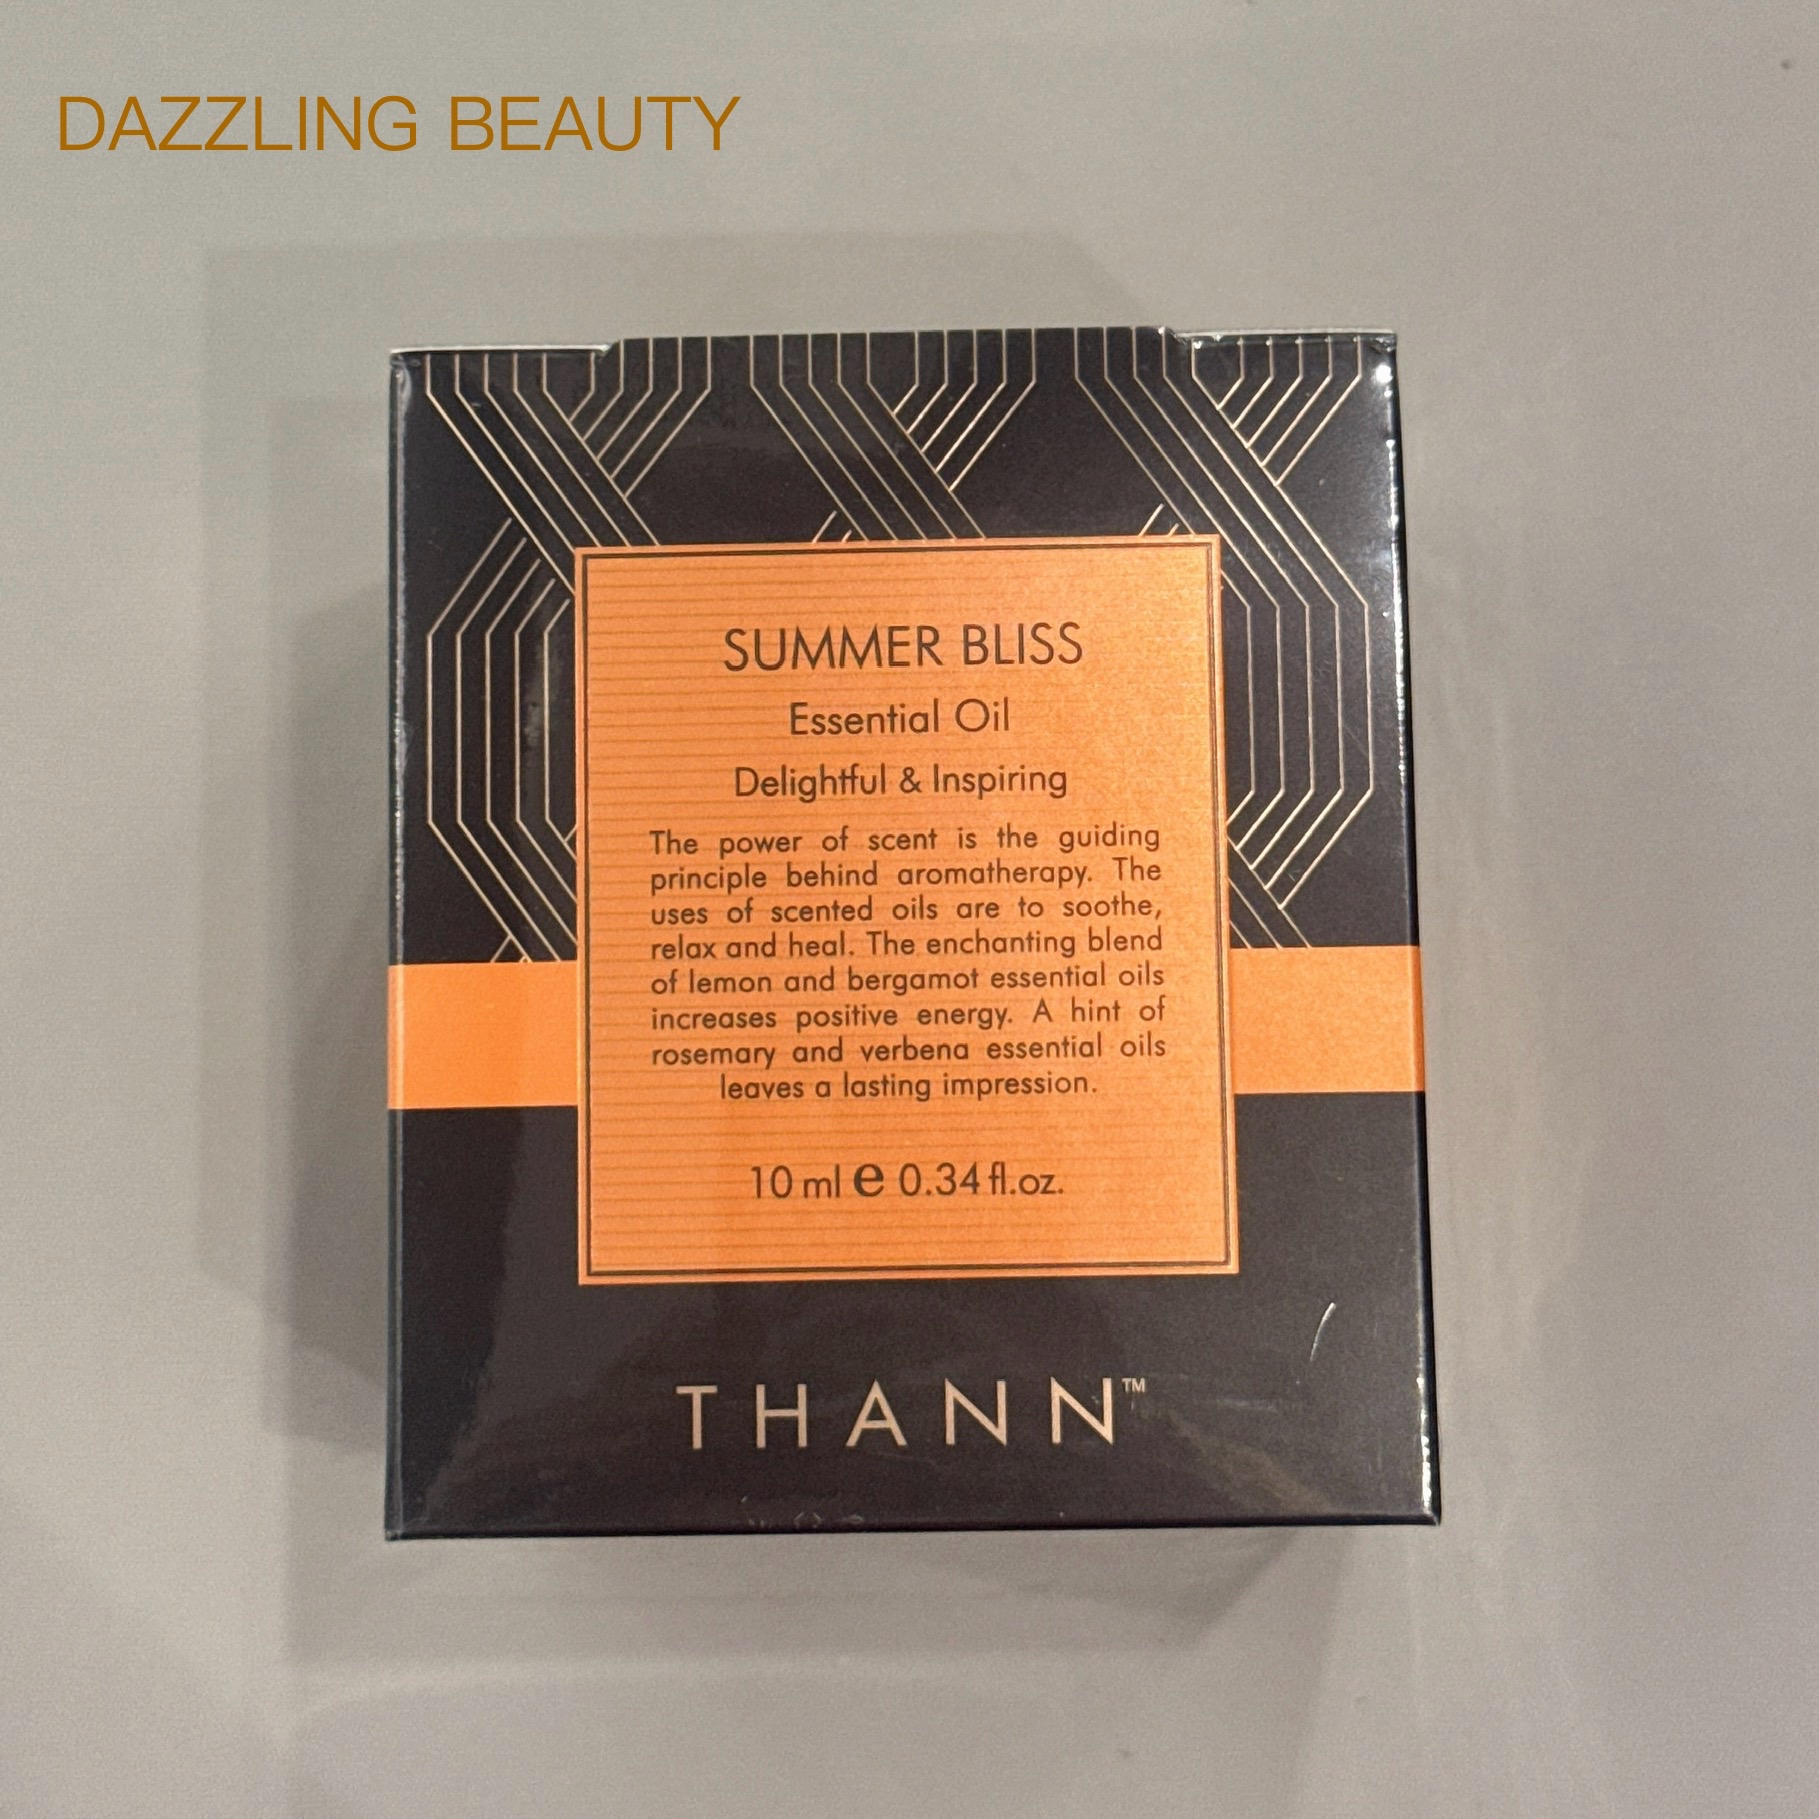 DAZZLING BEAUTY
SUMMER BLISS
Essential Oil
Delightful & Inspiring
The power of scent is the guiding
principle behind aromatherapy. The
uses of scented oils are to soothe,
relax and heal. The enchanting blend
of lemon and bergamot essential oils
increases positive energy. A hint of
rosemary and verbena essential oils
leaves a lasting impression.
10 ml e 0.34 fl.oz.
THANN™